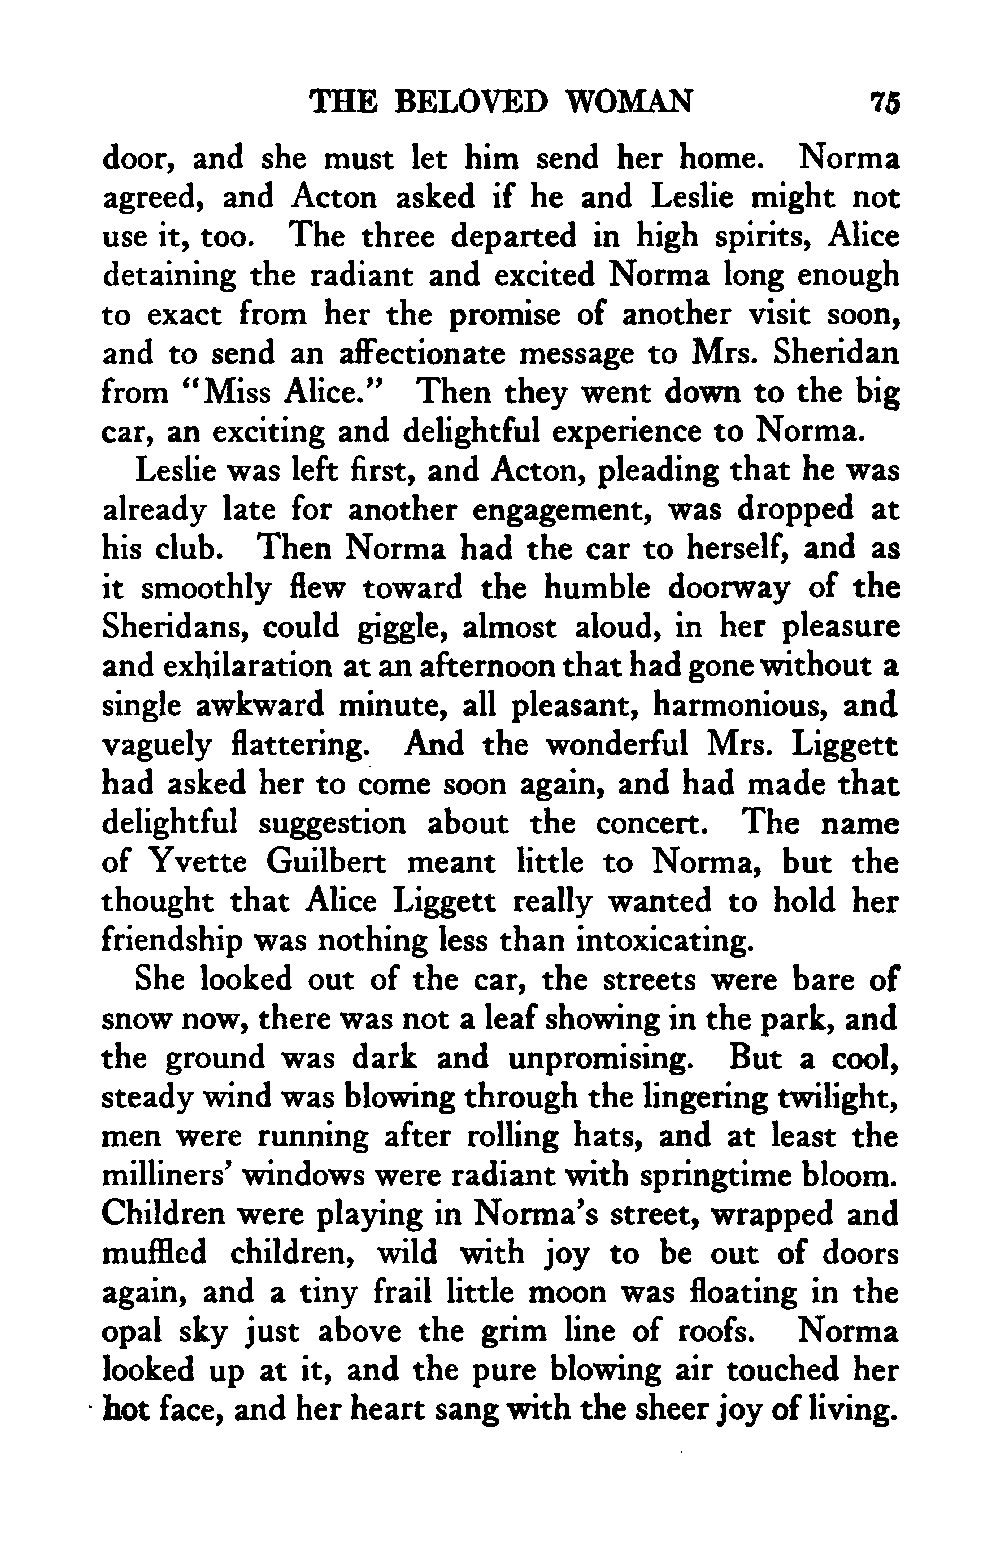 THE BELOVED WOMAN 75
door, and she must let him send her home. Norma
agreed, and Acton asked if he and Leslie might not
use it, too. The three departed in high spirits, Alice
detaining the radiant and excited Norma long enough
to exact from her the promise of another visit soon,
and to send an affectionate message to Mrs. Sheridan
from "Miss Alice." Then they went down to the big
car, an exciting and delightful experience to Norma.
Leslie was left first, and Acton, pleading that he was
already late for another engagement, was dropped at
his club. Then Norma had the car to herself, and as
it smoothly flew toward the humble doorway of the
Sheridans, could giggle, almost aloud, in her pleasure
and exhilaration at an afternoon that had gone without a
single awkward minute, all pleasant, harmonious, and
vaguely flattering. And the wonderful Mrs. Liggett
had asked her to come soon again, and had made that
delightful suggestion about the concert. The name
of Yvette Guilbert meant little to Norma, but the
thought that Alice Liggett really wanted to hold her
friendship was nothing less than intoxicating.
She looked out of the car, the streets were bare of
snow now, there was not a leaf showing in the park, and
the ground was dark and unpromising. But a cool,
steady wind was blowing through the lingering twilight,
men were running after rolling hats, and at least the
milliners' windows were radiant with springtime bloom.
Children were playing in Norma's street, wrapped and
muffled children, wild with joy to be out of doors
again, and a tiny frail little moon was floating in the
opal sky just above the grim line of roofs. Norma
looked up at it, and the pure blowing air touched her
hot face, and her heart sang with the sheer joy of living.